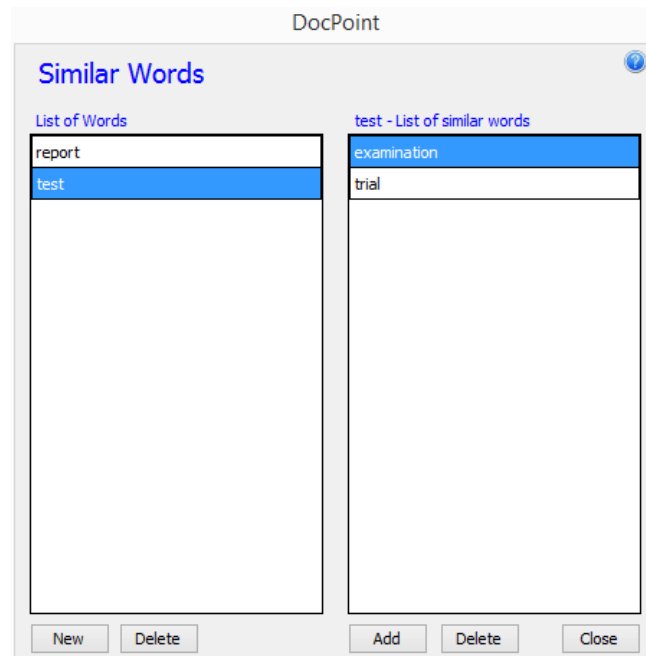 DocPoint
Similar Words
?
List of Words
test - List of similar words
report
test
examination
trial
New
Delete
Add
Delete
Close